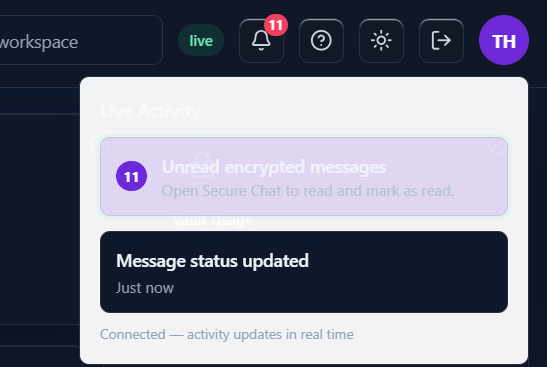 workspace
live
11
TH
Live Activity
11
Unread encrypted messages
Open Secure Chat to read and mark as read.
Vault Usage
Message status updated
Just now
Connected — activity updates in real time